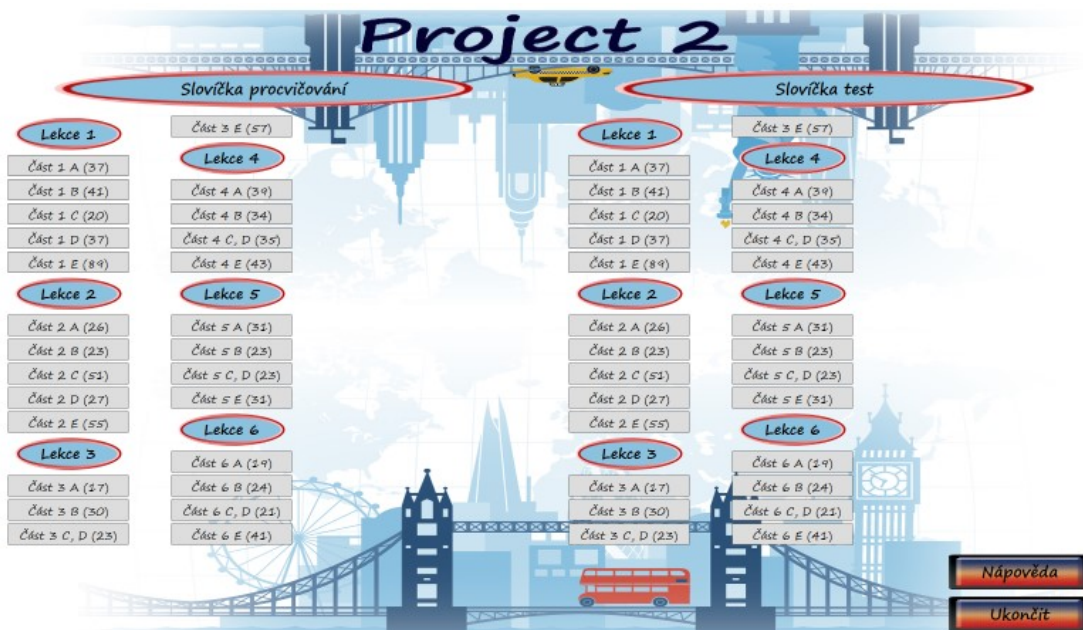 Project 2
Slovíčka procvičování
Lekce 1
Část 1 A (37)
Část 1 B (41)
Část 1 C (20)
Část 1 D (37)
Část 1 E (89)
Lekce 2
Část 2 A (26)
Část 2 B (23)
Část 2 C (51)
Část 2 D (27)
Část 2 E (55)
Lekce 3
Část 3 A (17)
Část 3 B (30)
Část 3 C, D (23)
Část 3 E (57)
Lekce 4
Část 4 A (39)
Část 4 B (34)
Část 4 C, D (35)
Část 4 E (43)
Lekce 5
Část 5 A (31)
Část 5 B (23)
Část 5 C, D (23)
Část 5 E (31)
Lekce 6
Část 6 A (19)
Část 6 B (24)
Část 6 C, D (21)
Část 6 E (41)
Slovíčka test
Lekce 1
Část 1 A (37)
Část 1 B (41)
Část 1 C (20)
Část 1 D (37)
Část 1 E (89)
Lekce 2
Část 2 A (26)
Část 2 B (23)
Část 2 C (51)
Část 2 D (27)
Část 2 E (55)
Lekce 3
Část 3 A (17)
Část 3 B (30)
Část 3 C, D (23)
Část 3 E (57)
Lekce 4
Část 4 A (39)
Část 4 B (34)
Část 4 C, D (35)
Část 4 E (43)
Lekce 5
Část 5 A (31)
Část 5 B (23)
Část 5 C, D (23)
Část 5 E (31)
Lekce 6
Část 6 A (19)
Část 6 B (24)
Část 6 C, D (21)
Část 6 E (41)
Nápověda
Ukončit